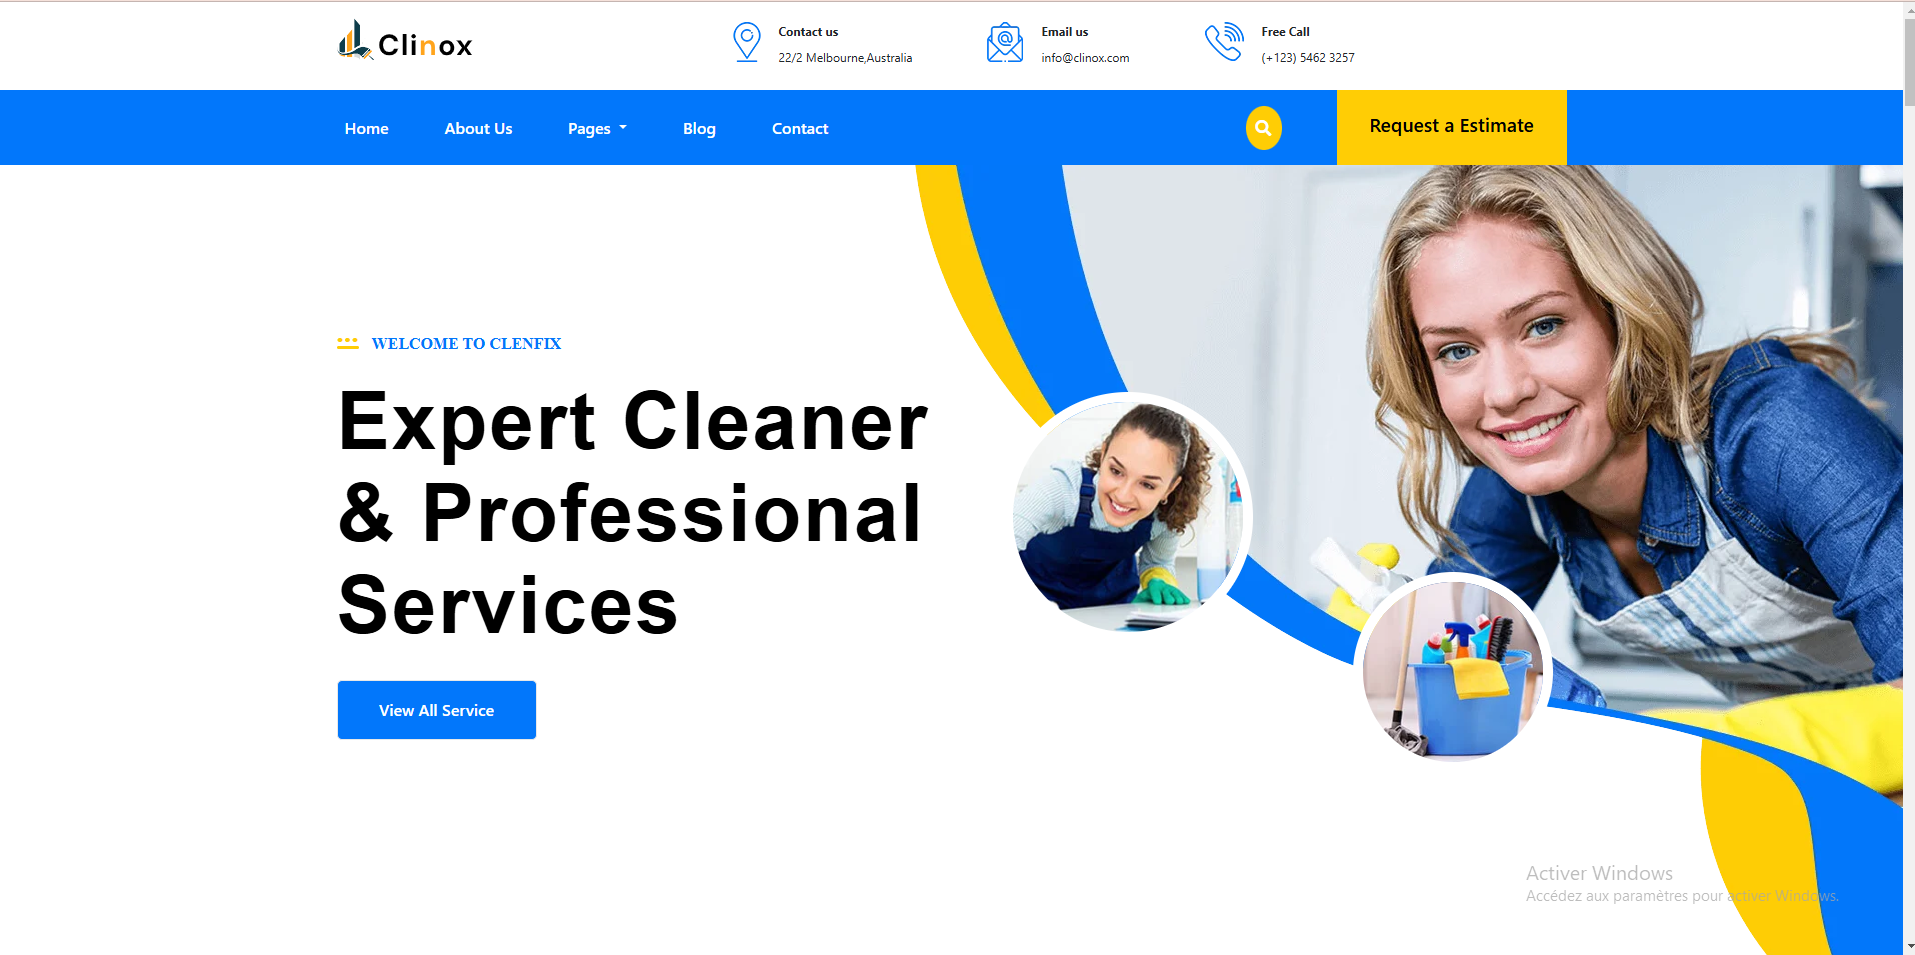 Clinox
Contact us
22/2 Melbourne,Australia
Email us
info@clinox.com
Free Call
(+123) 5462 3257
Home
About Us
Pages
Blog
Contact
Request a Estimate
WELCOME TO CLENFIX
Expert Cleaner
& Professional
Services
View All Service
Activer Windows
Accédez aux paramètres pour activer Windows.